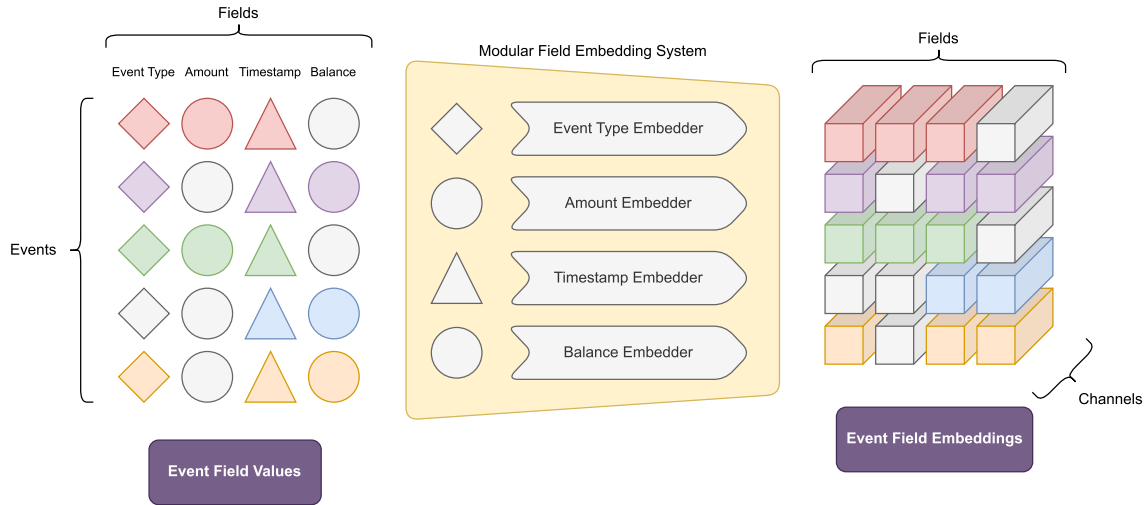 Fields
Event Type Amount Timestamp Balance
Events
Event Field Values
Modular Field Embedding System
Event Type Embedder
Amount Embedder
Timestamp Embedder
Balance Embedder
Fields
Channels
Event Field Embeddings